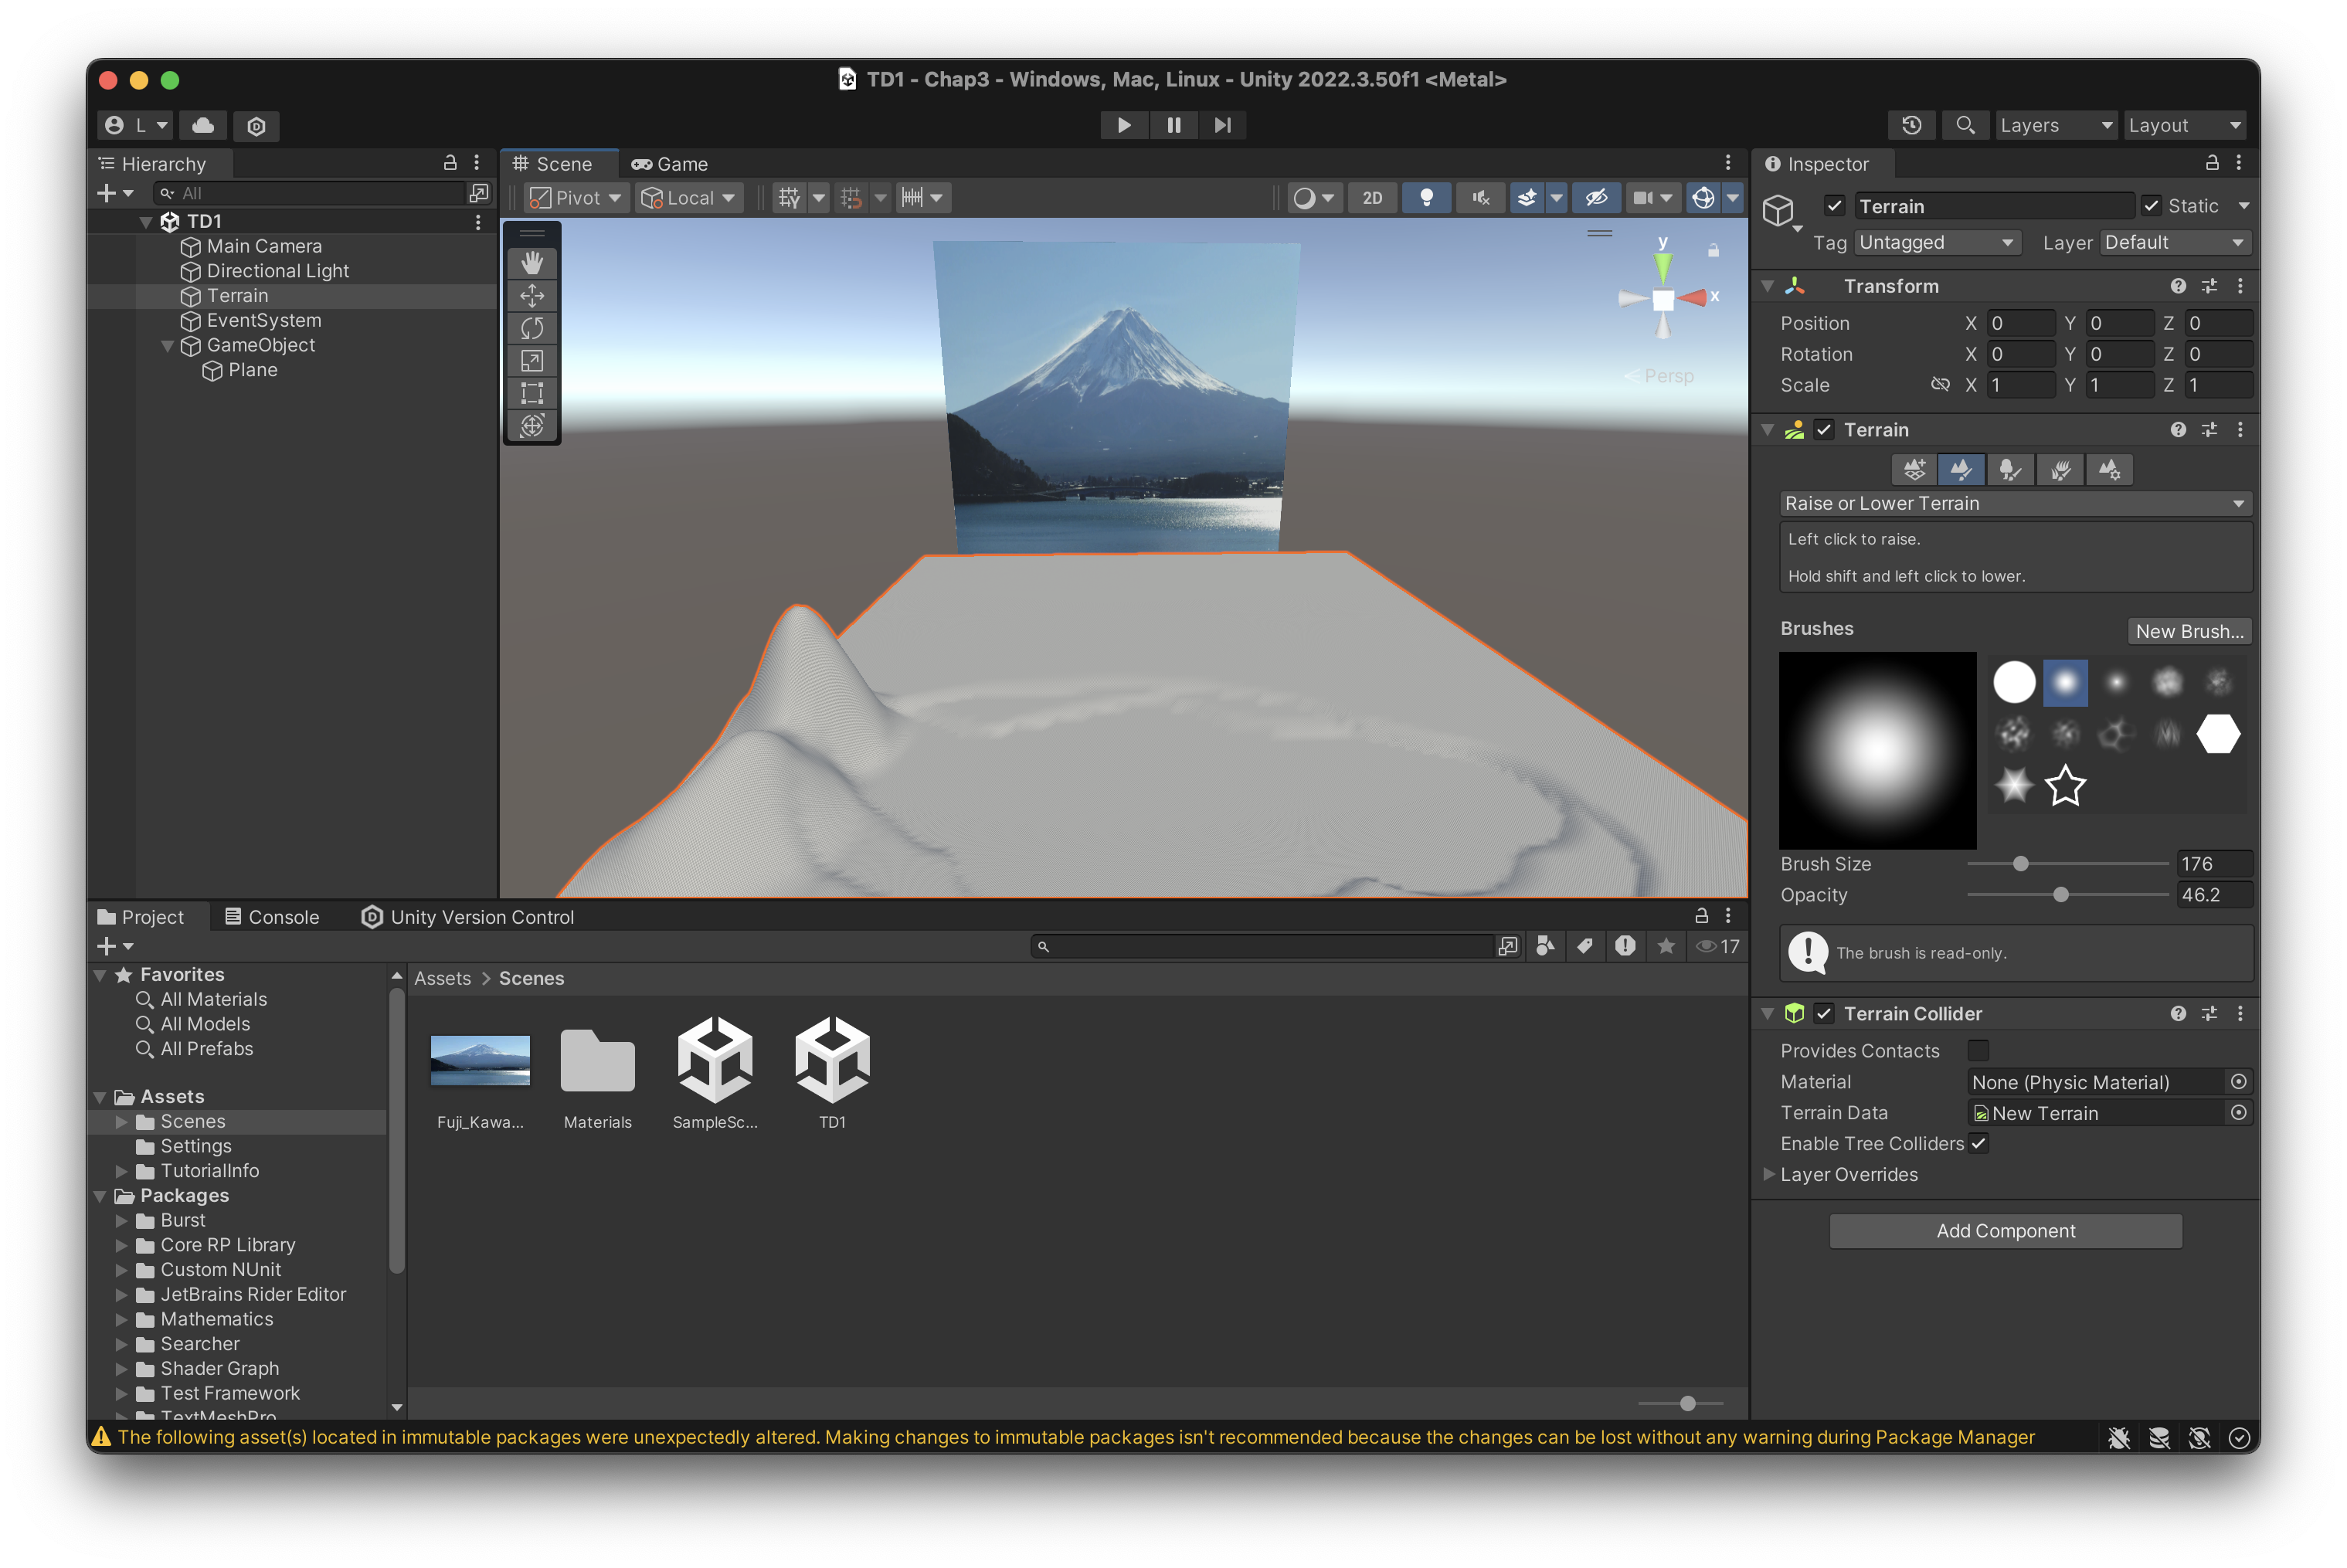 TD1 - Chap3 - Windows, Mac, Linux - Unity 2022.3.50f1 <Metal>
L
Layers
Layout
Hierarchy
All
TD1
Main Camera
Directional Light
Terrain
EventSystem
GameObject
Plane
Scene
Game
Pivot
Local
2D
y
x
Persp
Inspector
Terrain
Static
Tag
Untagged
Layer
Default
Transform
Position X 0 Y 0 Z 0
Rotation X 0 Y 0 Z 0
Scale X 1 Y 1 Z 1
Terrain
Raise or Lower Terrain
Left click to raise.
Hold shift and left click to lower.
Brushes
New Brush...
Brush Size 176
Opacity 46.2
The brush is read-only.
Terrain Collider
Provides Contacts
Material None (Physic Material)
Terrain Data New Terrain
Enable Tree Colliders
Layer Overrides
Add Component
Project
Console
Unity Version Control
17
Favorites
All Materials
All Models
All Prefabs
Assets
Scenes
Settings
TutorialInfo
Packages
Burst
Core RP Library
Custom NUnit
JetBrains Rider Editor
Mathematics
Searcher
Shader Graph
Test Framework
TextMeshPro
Assets > Scenes
Fuji_Kawa...
Materials
SampleSc...
TD1
The following asset(s) located in immutable packages were unexpectedly altered. Making changes to immutable packages isn't recommended because the changes can be lost without any warning during Package Manager